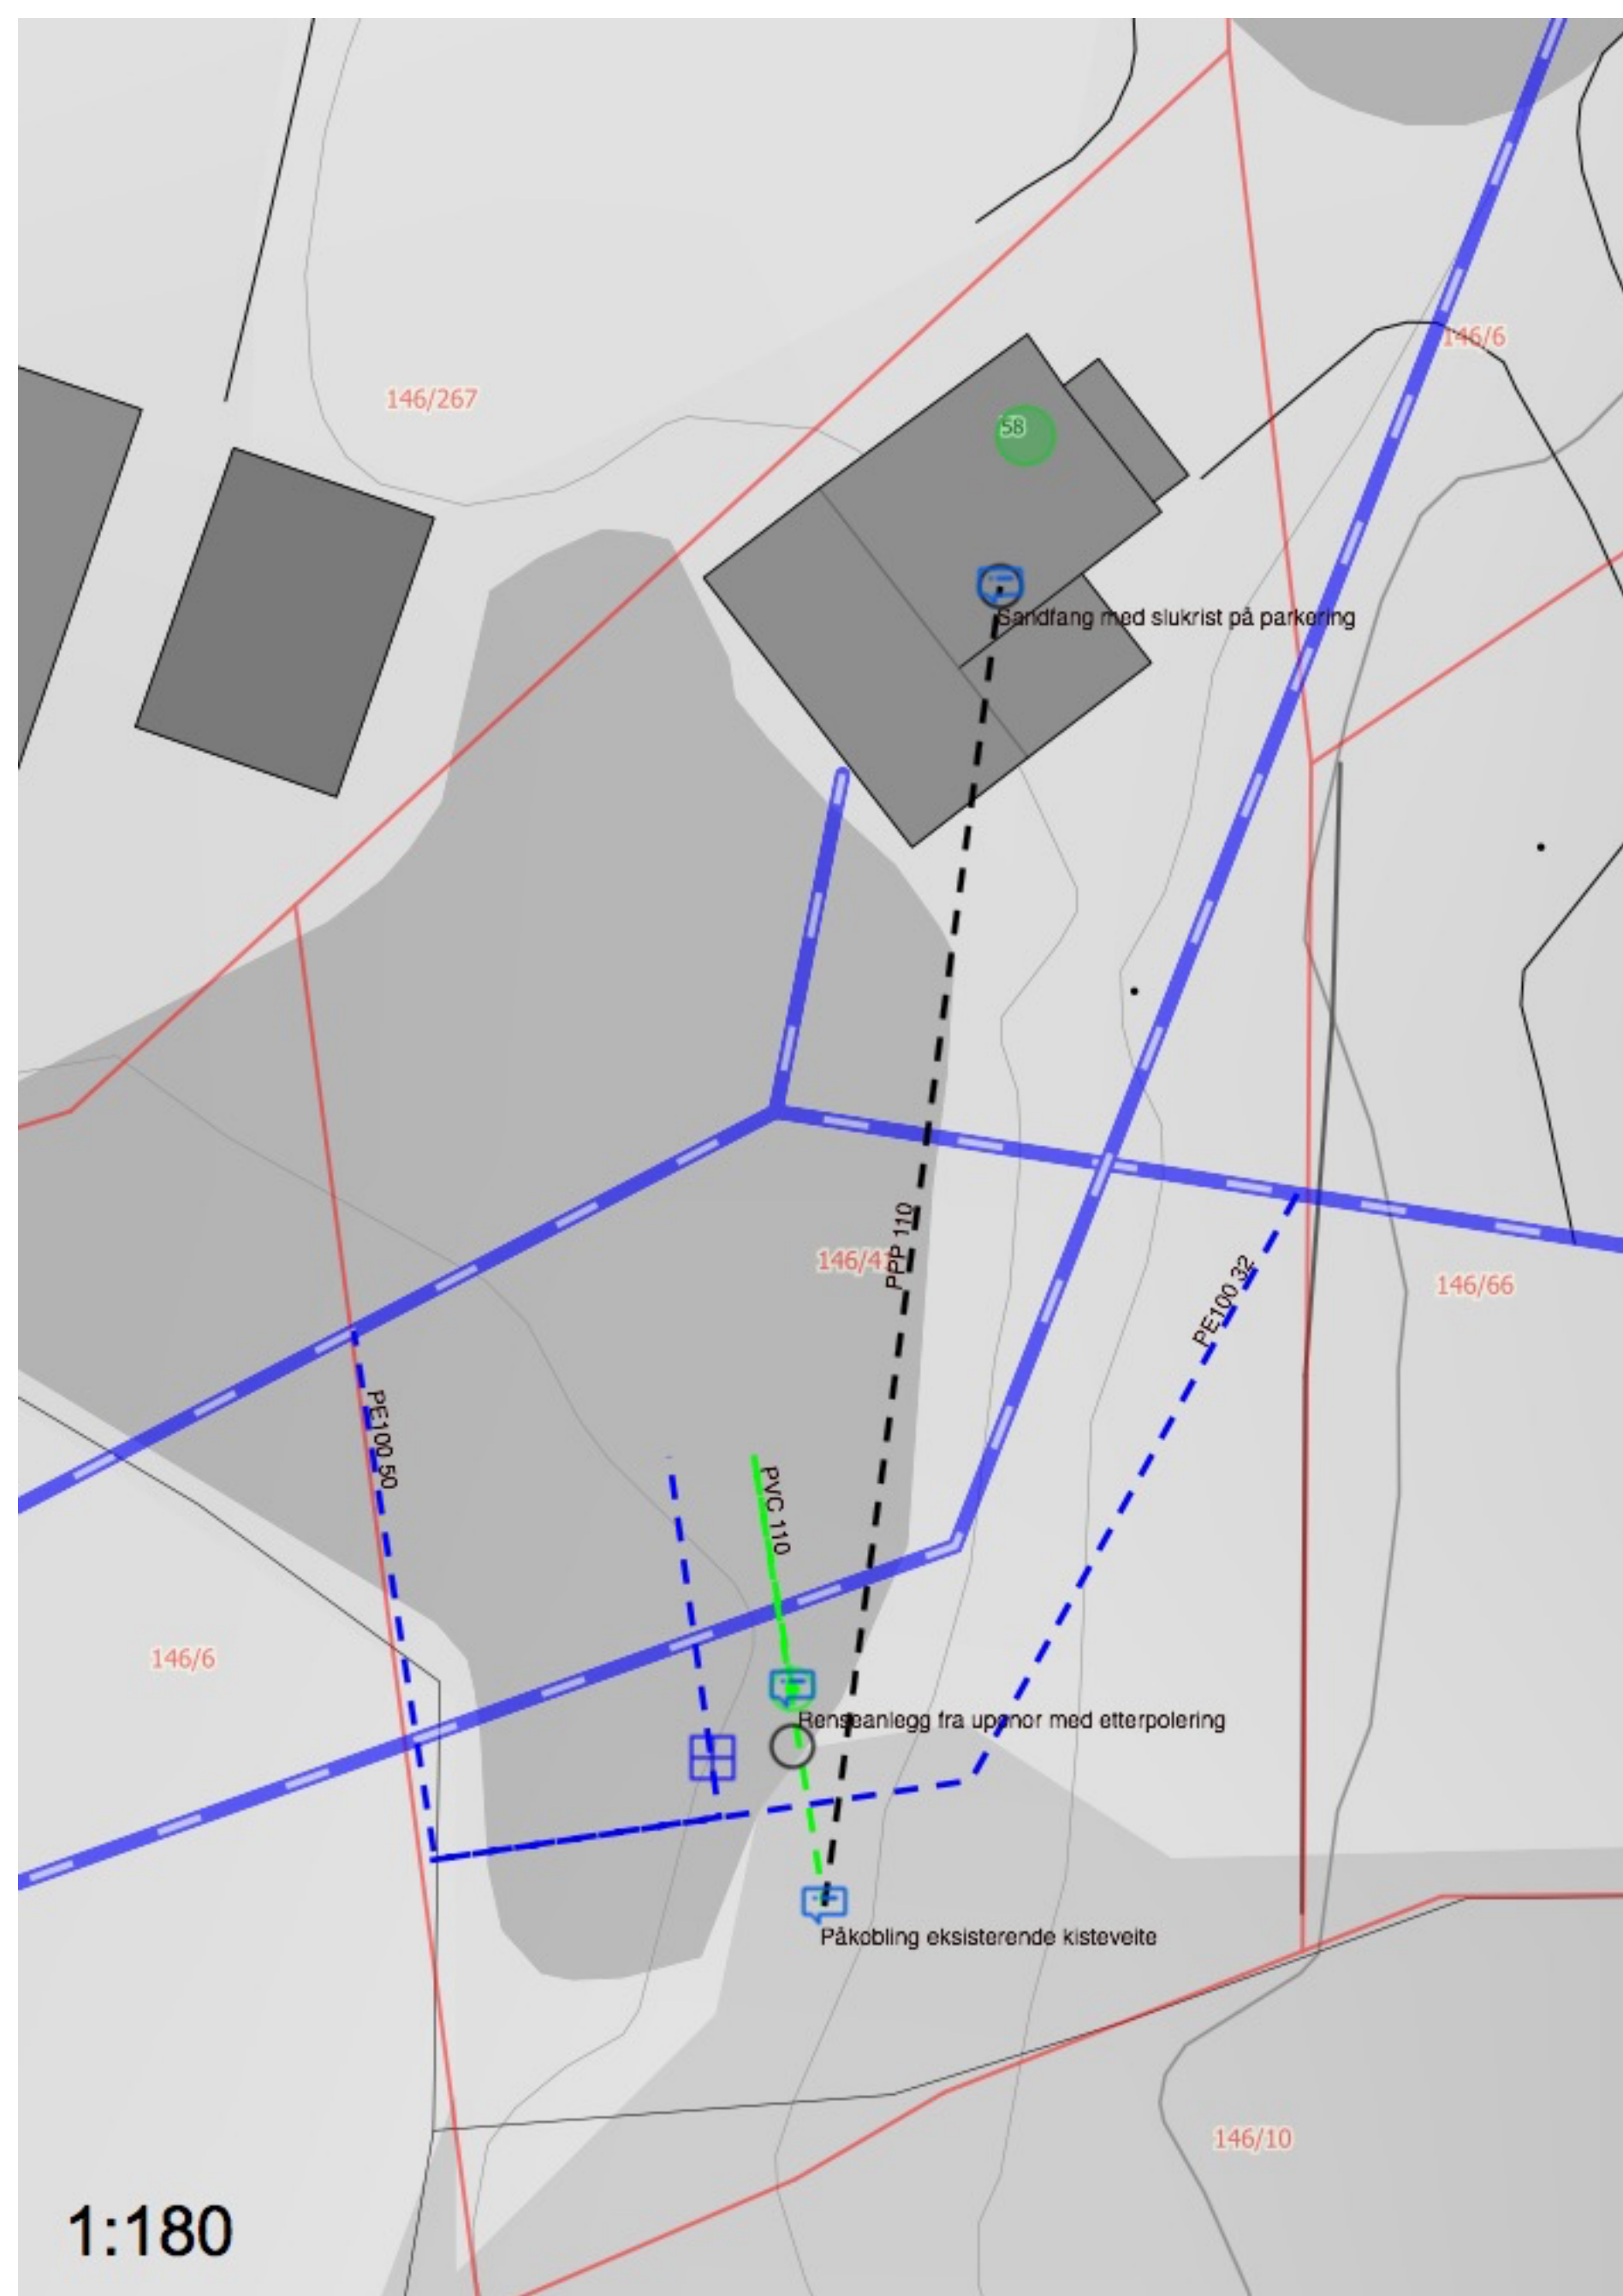 146/6
146/267
58
Sandfang med slukrist på parkering
PPP 110
146/41
PE100 32
146/66
PE100 50
PVC 110
146/6
Renseanlegg fra uponor med etterpolering
Påkobling eksisterende kisteveite
146/10
1:180